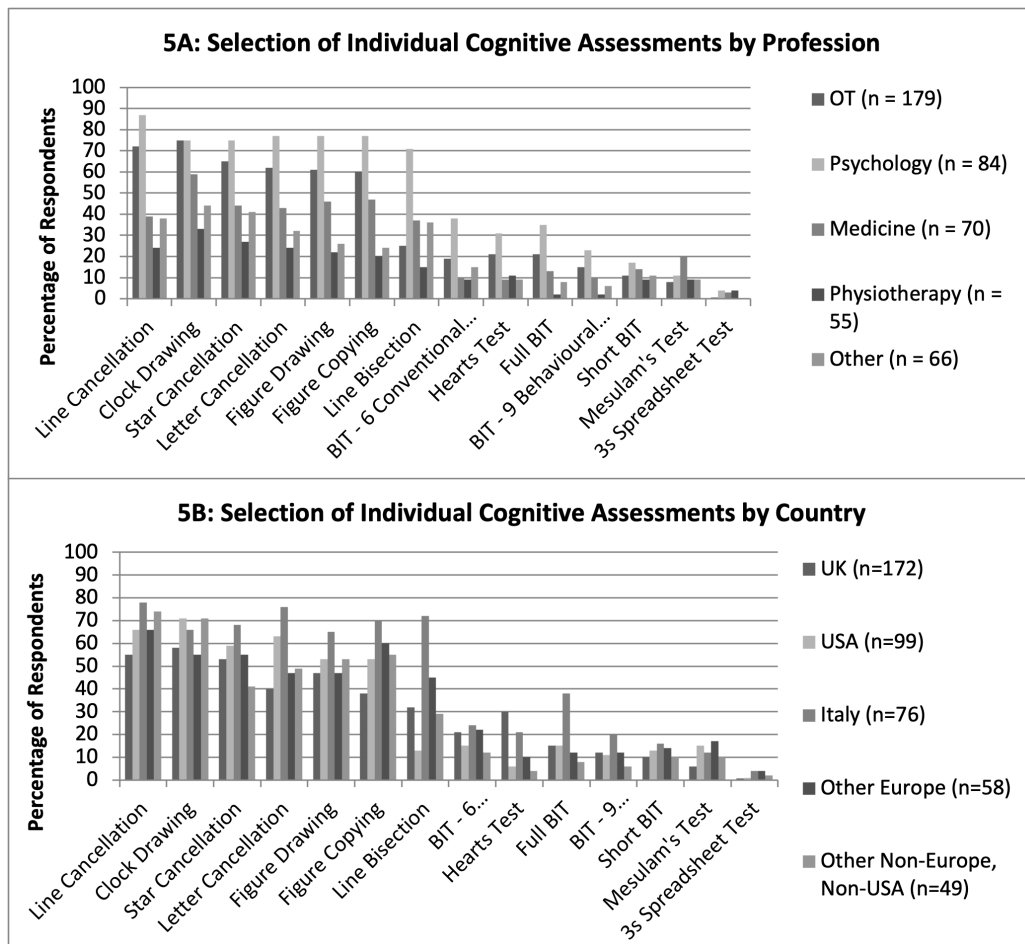 5A: Selection of Individual Cognitive Assessments by Profession
Percentage of Respondents
100
90
80
70
60
50
40
30
20
10
0
Line Cancellation
Clock Drawing
Star Cancellation
Letter Cancellation
Figure Drawing
Figure Copying
Line Bisection
BIT - 6 Conventional...
Hearts Test
Full BIT
BIT - 9 Behavioural...
Short BIT
Mesulam's Test
3s Spreadsheet Test
OT (n = 179)
Psychology (n = 84)
Medicine (n = 70)
Physiotherapy (n =
55)
Other (n = 66)
5B: Selection of Individual Cognitive Assessments by Country
Percentage of Respondents
100
90
80
70
60
50
40
30
20
10
0
Line Cancellation
Clock Drawing
Star Cancellation
Letter Cancellation
Figure Drawing
Figure Copying
Line Bisection
BIT - 6...
Hearts Test
Full BIT
BIT - 9...
Short BIT
Mesulam's Test
3s Spreadsheet Test
UK (n=172)
USA (n=99)
Italy (n=76)
Other Europe (n=58)
Other Non-Europe,
Non-USA (n=49)